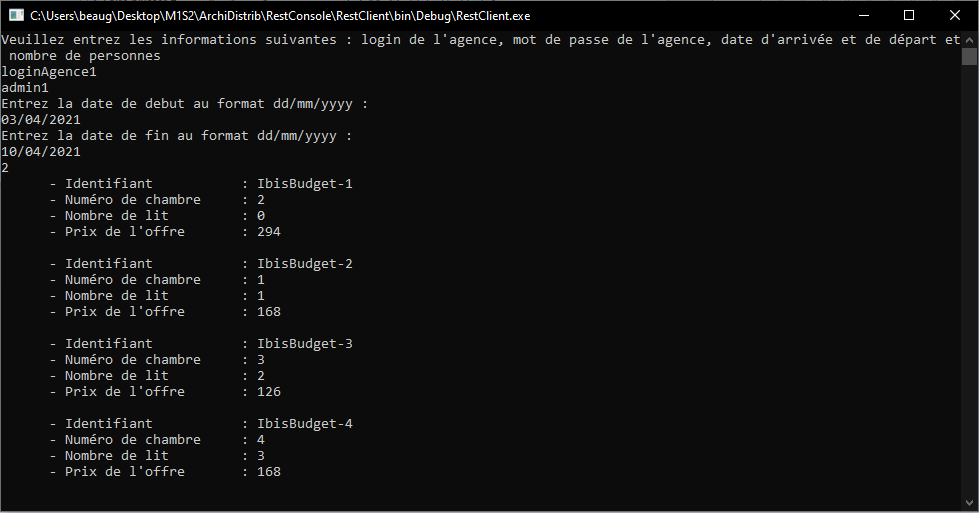 C:\Users\beaug\Desktop\M1S2\ArchiDistrib\RestConsole\RestClient\bin\Debug\RestClient.exe
Veuillez entrez les informations suivantes : login de l'agence, mot de passe de l'agence, date d'arrivée et de départ et
 nombre de personnes
loginAgence1
admin1
Entrez la date de debut au format dd/mm/yyyy :
03/04/2021
Entrez la date de fin au format dd/mm/yyyy :
10/04/2021
2
- Identifiant : IbisBudget-1
- Numéro de chambre : 2
- Nombre de lit : 0
- Prix de l'offre : 294
- Identifiant : IbisBudget-2
- Numéro de chambre : 1
- Nombre de lit : 1
- Prix de l'offre : 168
- Identifiant : IbisBudget-3
- Numéro de chambre : 3
- Nombre de lit : 2
- Prix de l'offre : 126
- Identifiant : IbisBudget-4
- Numéro de chambre : 4
- Nombre de lit : 3
- Prix de l'offre : 168